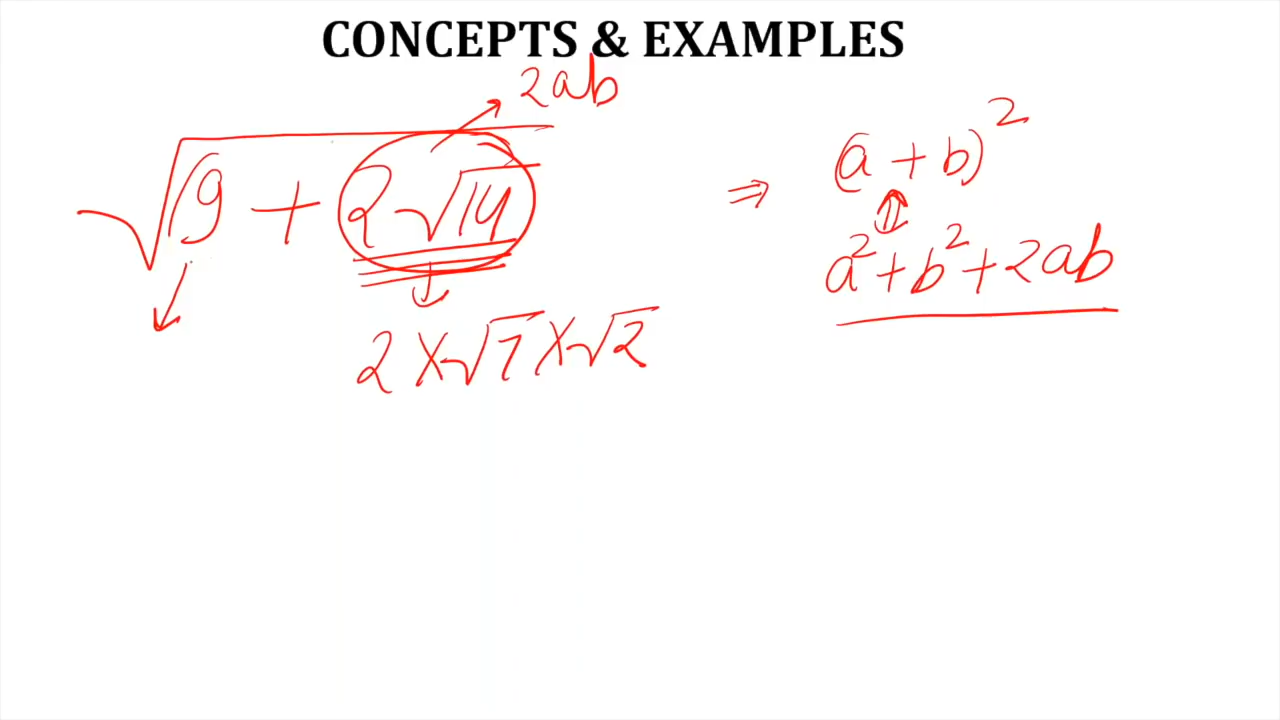 CONCEPTS & EXAMPLES
2ab
√(9 + 2√14)
⇒ (a + b)²
a² + b² + 2ab
2 × √7 × √2